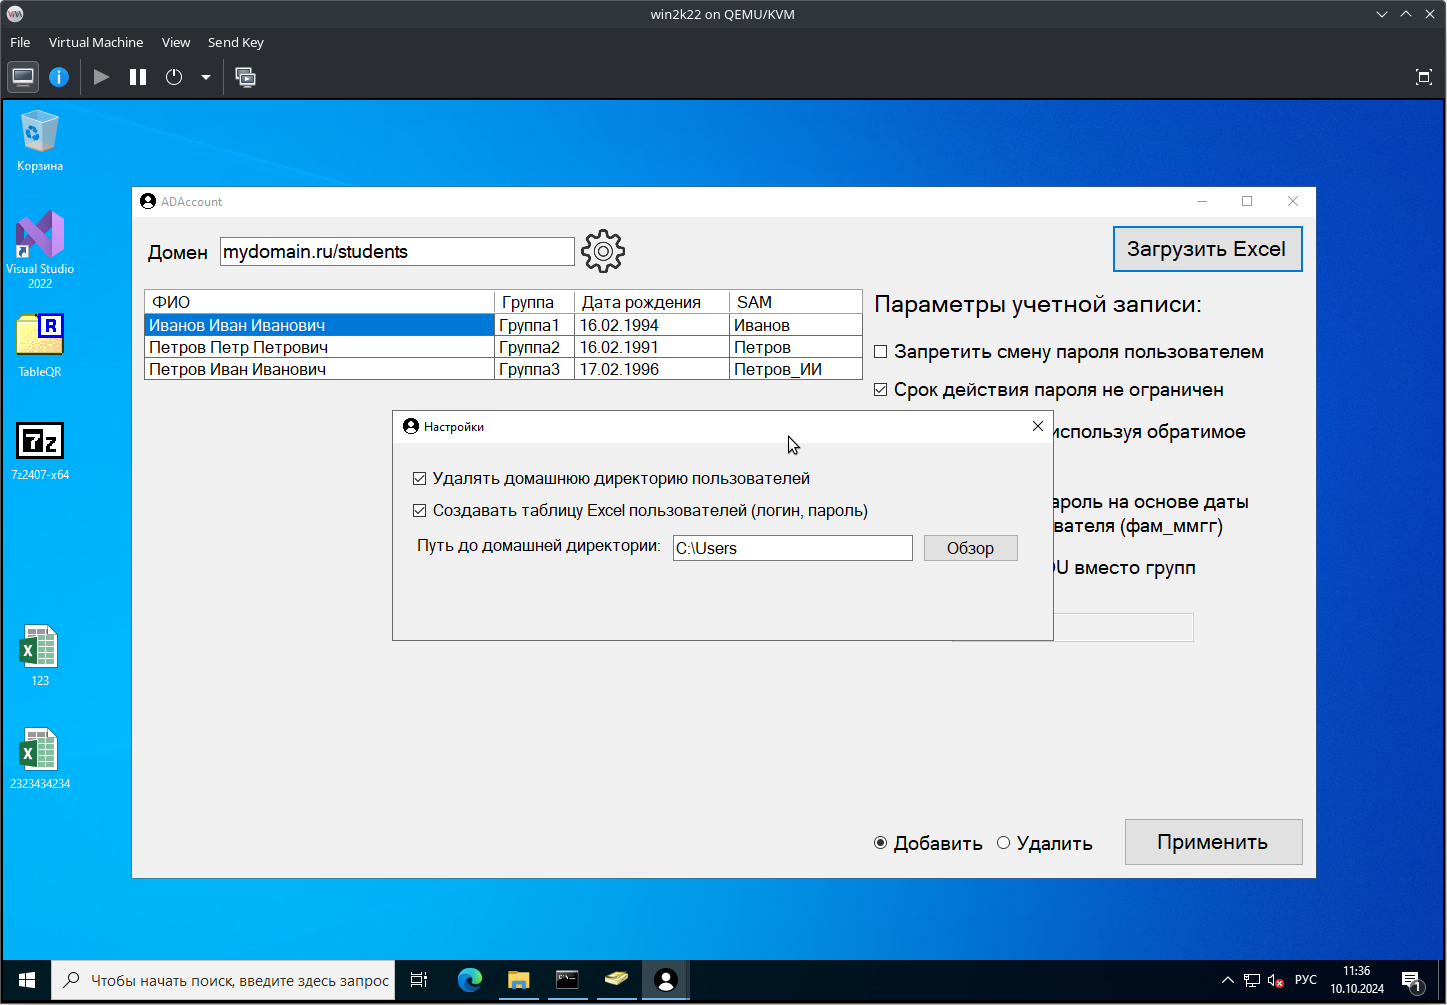 win2k22 on QEMU/KVM
File Virtual Machine View Send Key
Корзина
Visual Studio
2022
TableQR
7z
7z2407-x64
123
2323434234
ADAccount
Домен mydomain.ru/students
Загрузить Excel
ФИО Группа Дата рождения SAM
Иванов Иван Иванович Группа1 16.02.1994 Иванов
Петров Петр Петрович Группа2 16.02.1991 Петров
Петров Иван Иванович Группа3 17.02.1996 Петров_ИИ
Параметры учетной записи:
Запретить смену пароля пользователем
Срок действия пароля не ограничен
используя обратимое
ароль на основе даты
вателя (фам_ммгг)
OU вместо групп
Настройки
Удалять домашнюю директорию пользователей
Создавать таблицу Excel пользователей (логин, пароль)
Путь до домашней директории: C:\Users Обзор
Добавить Удалить Применить
Чтобы начать поиск, введите здесь запрос
РУС
11:36
10.10.2024
1